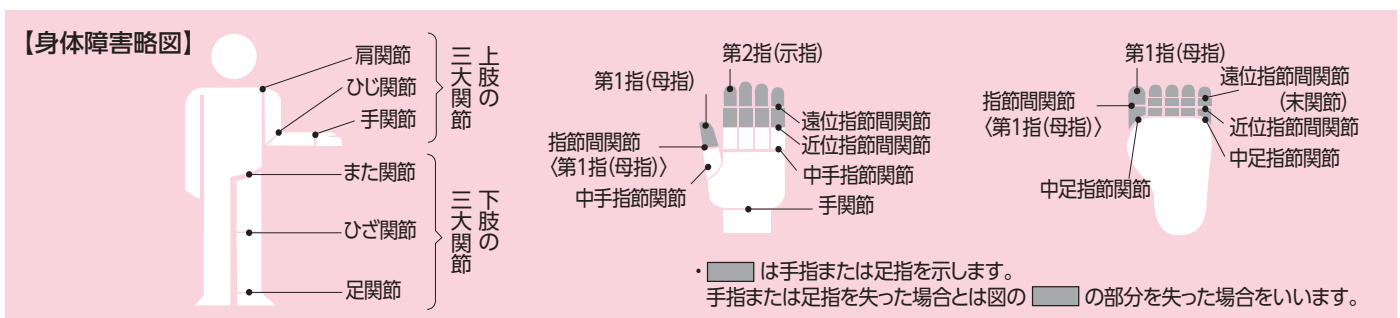 【身体障害略図】
肩関節
ひじ関節
手関節
上肢の
三大関節
また関節
ひざ関節
足関節
下肢の
三大関節
第2指(示指)
第1指(母指)
指節間関節
〈第1指(母指)〉
中手指節関節
遠位指節間関節
近位指節間関節
中手指節関節
手関節
第1指(母指)
指節間関節
〈第1指(母指)〉
中足指節関節
遠位指節間関節
(末関節)
近位指節間関節
中足指節関節
・ は手指または足指を示します。
手指または足指を失った場合とは図の の部分を失った場合をいいます。